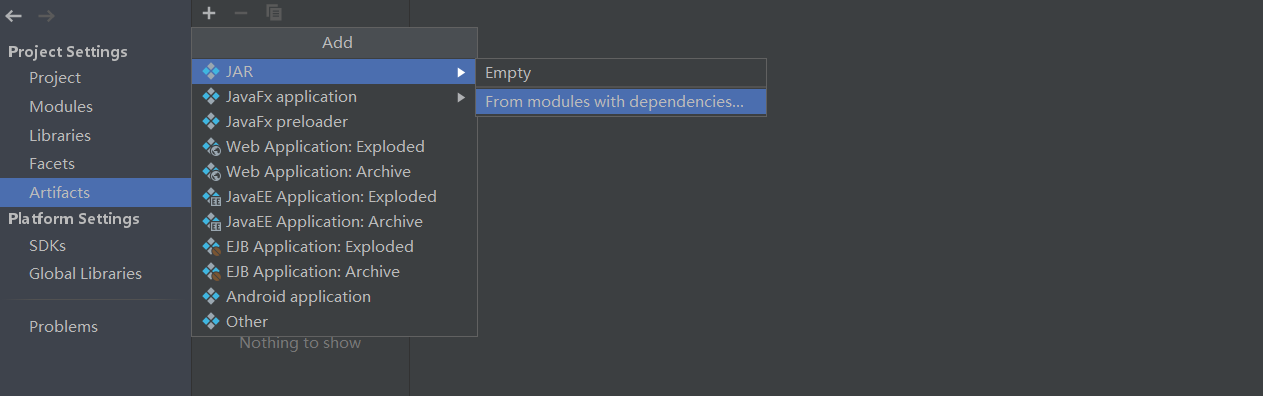 Project Settings
Project
Modules
Libraries
Facets
Artifacts
Platform Settings
SDKs
Global Libraries
Problems
Add
JAR
JavaFx application
JavaFx preloader
Web Application: Exploded
Web Application: Archive
JavaEE Application: Exploded
JavaEE Application: Archive
EJB Application: Exploded
EJB Application: Archive
Android application
Other
Nothing to show
Empty
From modules with dependencies...